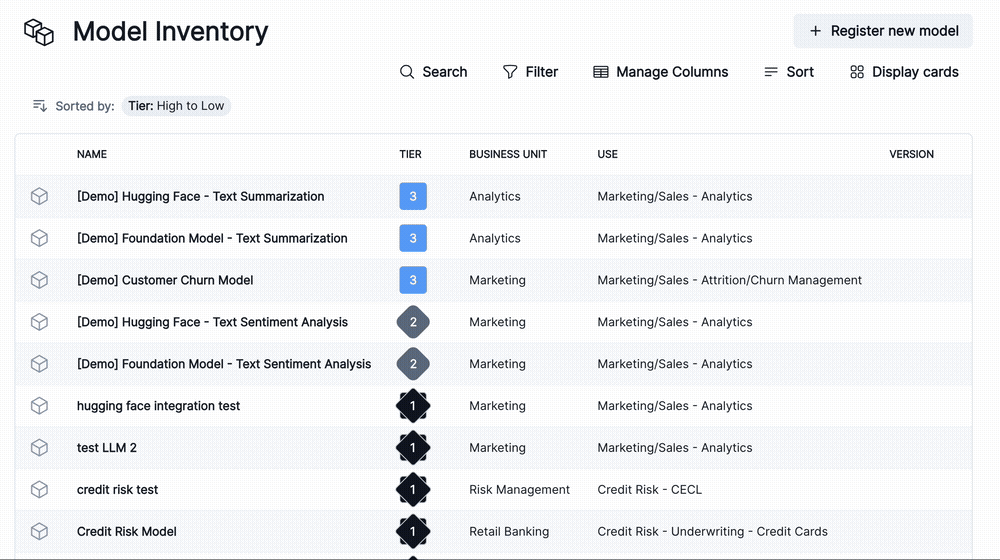 Model Inventory
+ Register new model
Search Filter Manage Columns Sort Display cards
Sorted by: Tier: High to Low
NAME TIER BUSINESS UNIT USE VERSION
[Demo] Hugging Face - Text Summarization 3 Analytics Marketing/Sales - Analytics
[Demo] Foundation Model - Text Summarization 3 Analytics Marketing/Sales - Analytics
[Demo] Customer Churn Model 3 Marketing Marketing/Sales - Attrition/Churn Management
[Demo] Hugging Face - Text Sentiment Analysis 2 Marketing Marketing/Sales - Analytics
[Demo] Foundation Model - Text Sentiment Analysis 2 Marketing Marketing/Sales - Analytics
hugging face integration test 1 Marketing Marketing/Sales - Analytics
test LLM 2 1 Marketing Marketing/Sales - Analytics
credit risk test 1 Risk Management Credit Risk - CECL
Credit Risk Model 1 Retail Banking Credit Risk - Underwriting - Credit Cards